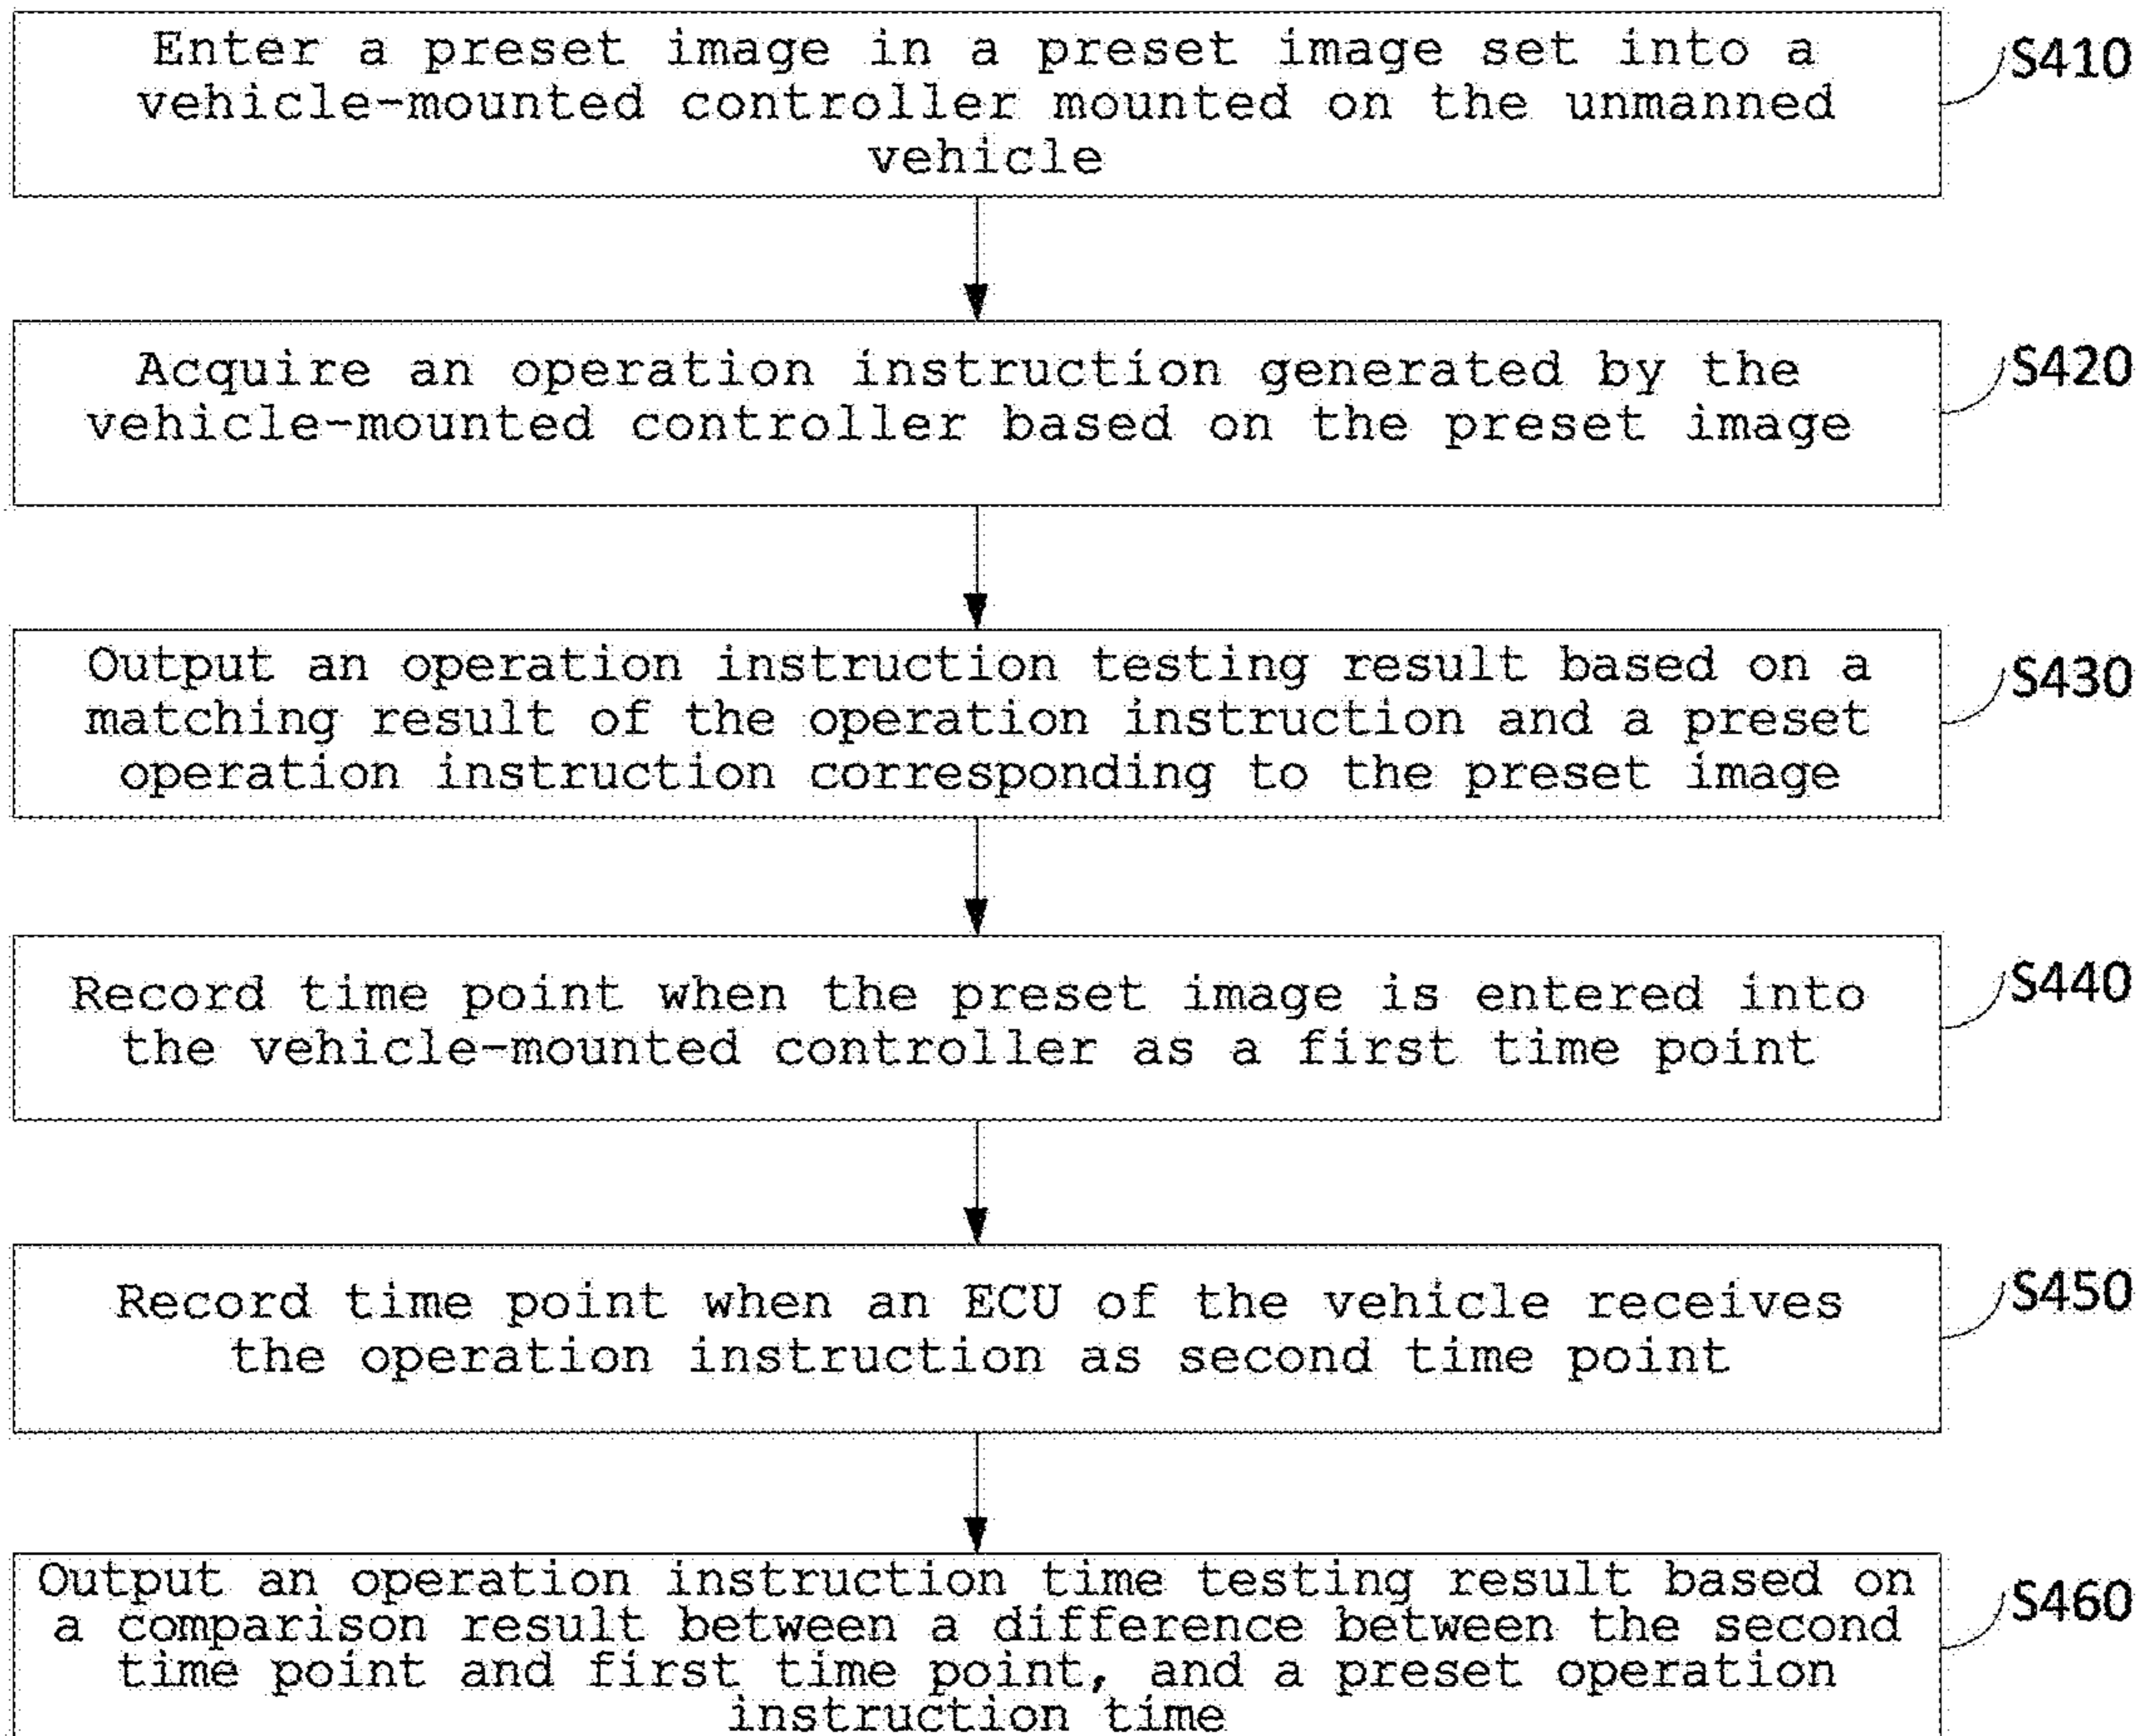 Enter a preset image in a preset image set into a
vehicle-mounted controller mounted on the unmanned
vehicle
S410
Acquire an operation instruction generated by the
vehicle-mounted controller based on the preset image
S420
Output an operation instruction testing result based on a
matching result of the operation instruction and a preset
operation instruction corresponding to the preset image
S430
Record time point when the preset image is entered into
the vehicle-mounted controller as a first time point
S440
Record time point when an ECU of the vehicle receives
the operation instruction as second time point
S450
Output an operation instruction time testing result based on
a comparison result between a difference between the second
time point and first time point, and a preset operation
instruction time
S460